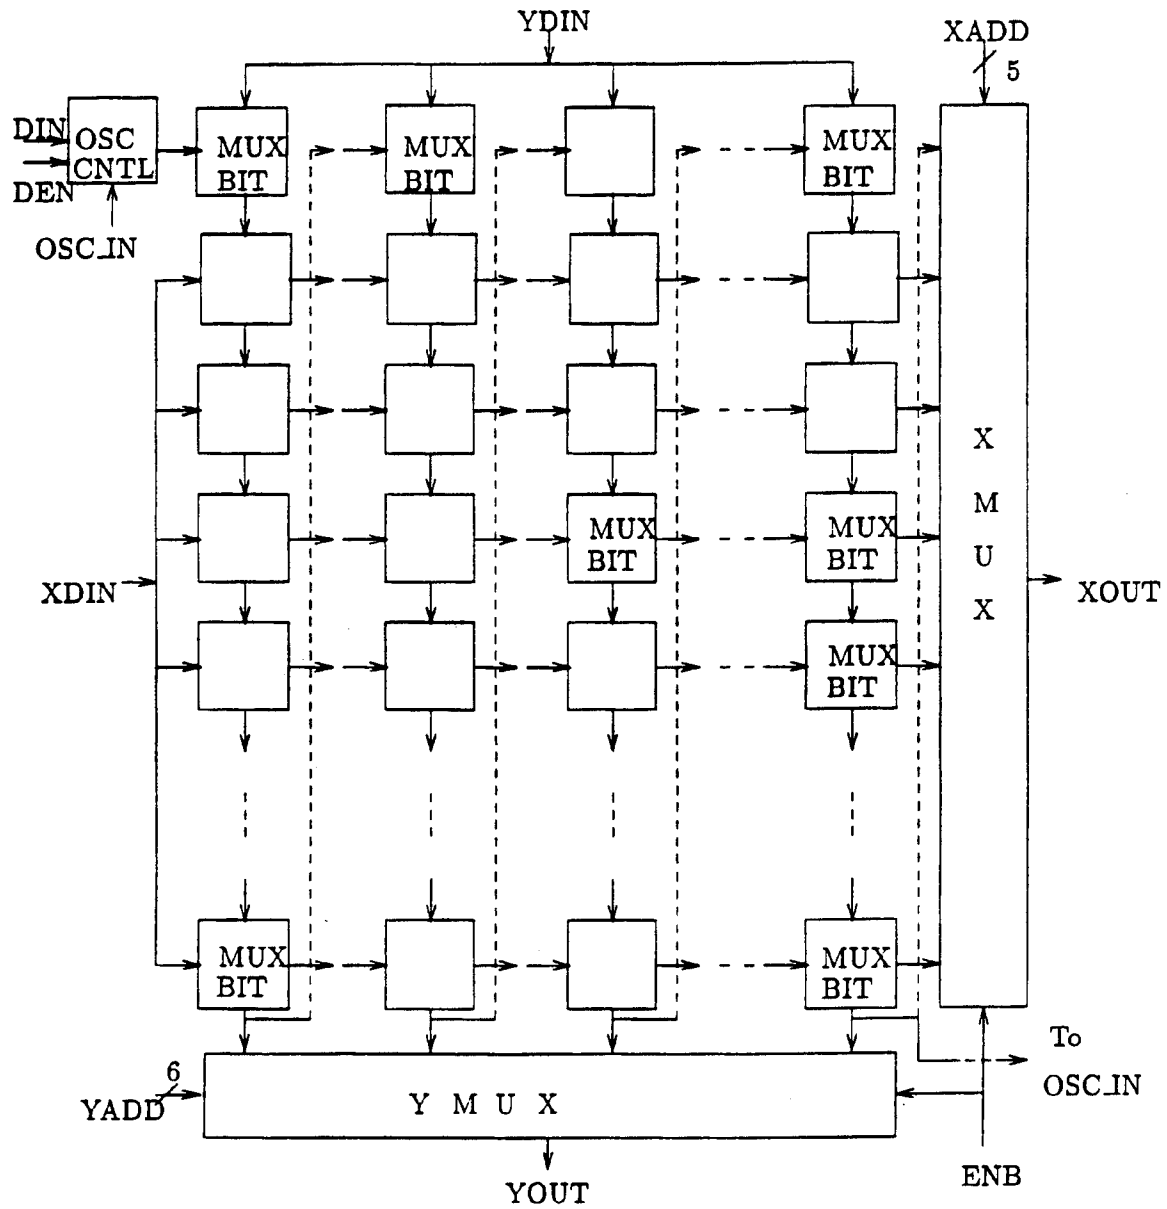 YDIN
XADD
5
DIN
OSC
CNTL
DEN
OSC_IN
MUX
BIT
MUX
BIT
MUX
BIT
MUX
BIT
MUX
BIT
XDIN
MUX
BIT
X
M
U
X
XOUT
MUX
BIT
MUX
BIT
6
YADD
Y M U X
To
OSC_IN
YOUT
ENB